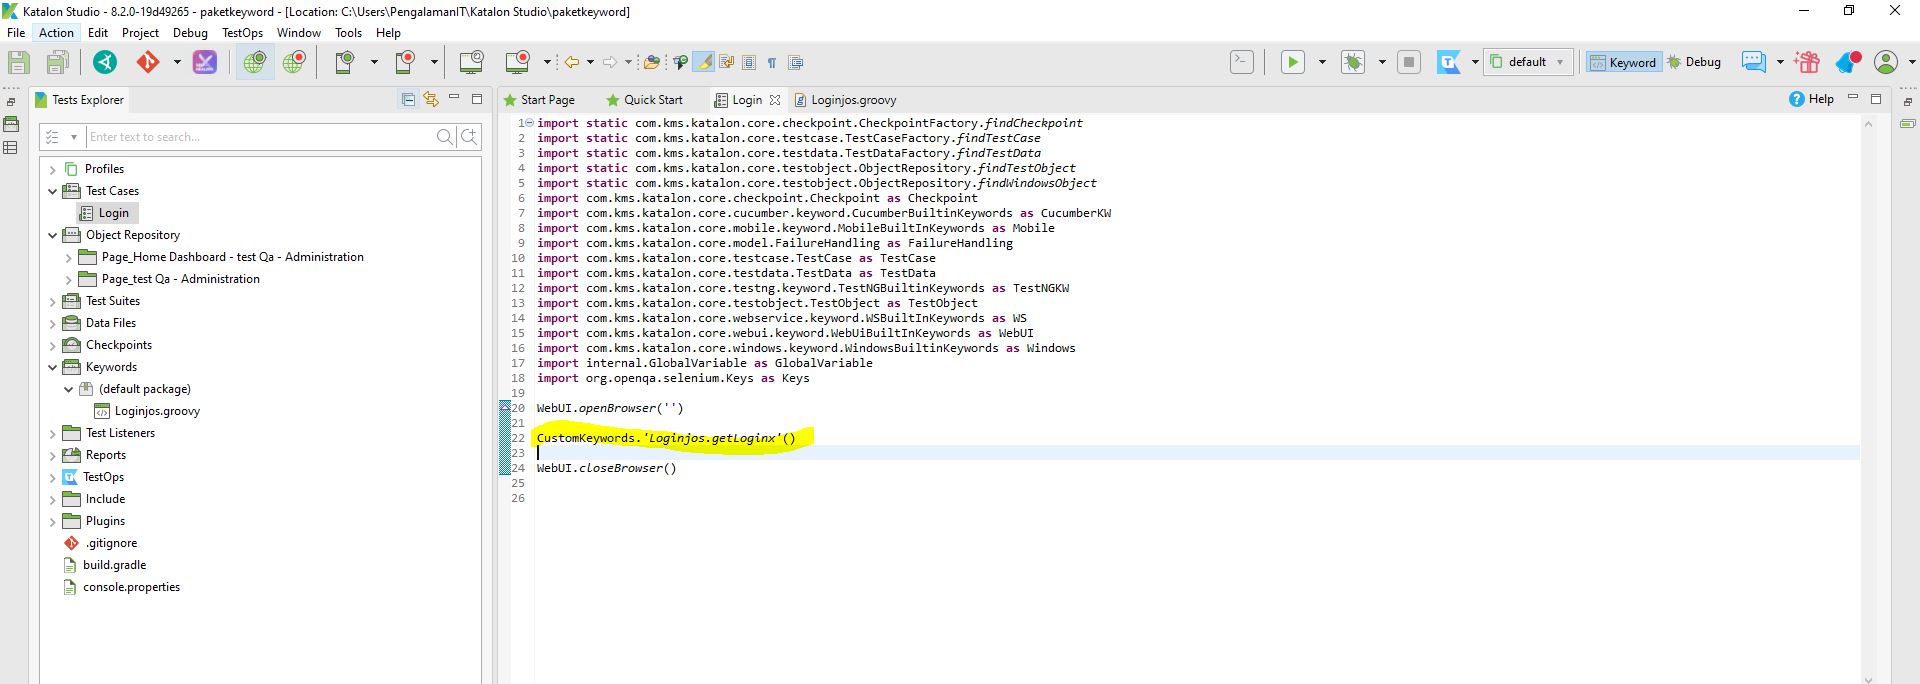 Katalon Studio - 8.2.0-19d49265 - paketkeyword - [Location: C:\Users\PengalamanIT\Katalon Studio\paketkeyword]
File Action Edit Project Debug TestOps Window Tools Help
default Keyword Debug
Tests Explorer
Start Page Quick Start Login Loginjos.groovy Help
Enter text to search...
Profiles
Test Cases
Login
Object Repository
Page_Home Dashboard - test Qa - Administration
Page_test Qa - Administration
Test Suites
Data Files
Checkpoints
Keywords
(default package)
Loginjos.groovy
Test Listeners
Reports
TestOps
Include
Plugins
.gitignore
build.gradle
console.properties
1 import static com.kms.katalon.core.checkpoint.CheckpointFactory.findCheckpoint
2 import static com.kms.katalon.core.testcase.TestCaseFactory.findTestCase
3 import static com.kms.katalon.core.testdata.TestDataFactory.findTestData
4 import static com.kms.katalon.core.testobject.ObjectRepository.findTestObject
5 import static com.kms.katalon.core.testobject.ObjectRepository.findWindowsObject
6 import com.kms.katalon.core.checkpoint.Checkpoint as Checkpoint
7 import com.kms.katalon.core.cucumber.keyword.CucumberBuiltinKeywords as CucumberKW
8 import com.kms.katalon.core.mobile.keyword.MobileBuiltInKeywords as Mobile
9 import com.kms.katalon.core.model.FailureHandling as FailureHandling
10 import com.kms.katalon.core.testcase.TestCase as TestCase
11 import com.kms.katalon.core.testdata.TestData as TestData
12 import com.kms.katalon.core.testng.keyword.TestNGBuiltinKeywords as TestNGKW
13 import com.kms.katalon.core.testobject.TestObject as TestObject
14 import com.kms.katalon.core.webservice.keyword.WSBuiltInKeywords as WS
15 import com.kms.katalon.core.webui.keyword.WebUiBuiltInKeywords as WebUI
16 import com.kms.katalon.core.windows.keyword.WindowsBuiltinKeywords as Windows
17 import internal.GlobalVariable as GlobalVariable
18 import org.openqa.selenium.Keys as Keys
19
20 WebUI.openBrowser('')
21
22 CustomKeywords.'Loginjos.getLoginx'()
23
24 WebUI.closeBrowser()
25
26